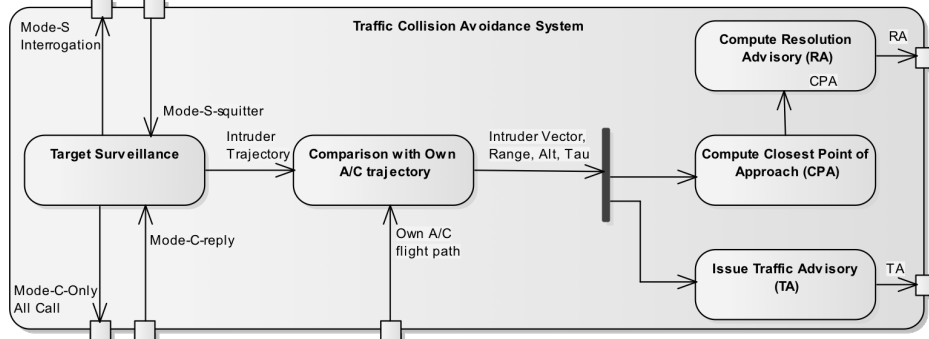 Traffic Collision Avoidance System
Mode-S
Interrogation
Mode-S-squitter
Target Surveillance
Intruder
Trajectory
Comparison with Own
A/C trajectory
Intruder Vector,
Range, Alt, Tau
Compute Resolution
Advisory (RA)
RA
CPA
Compute Closest Point of
Approach (CPA)
Mode-C-reply
Own A/C
flight path
Mode-C-Only
All Call
Issue Traffic Advisory
(TA)
TA